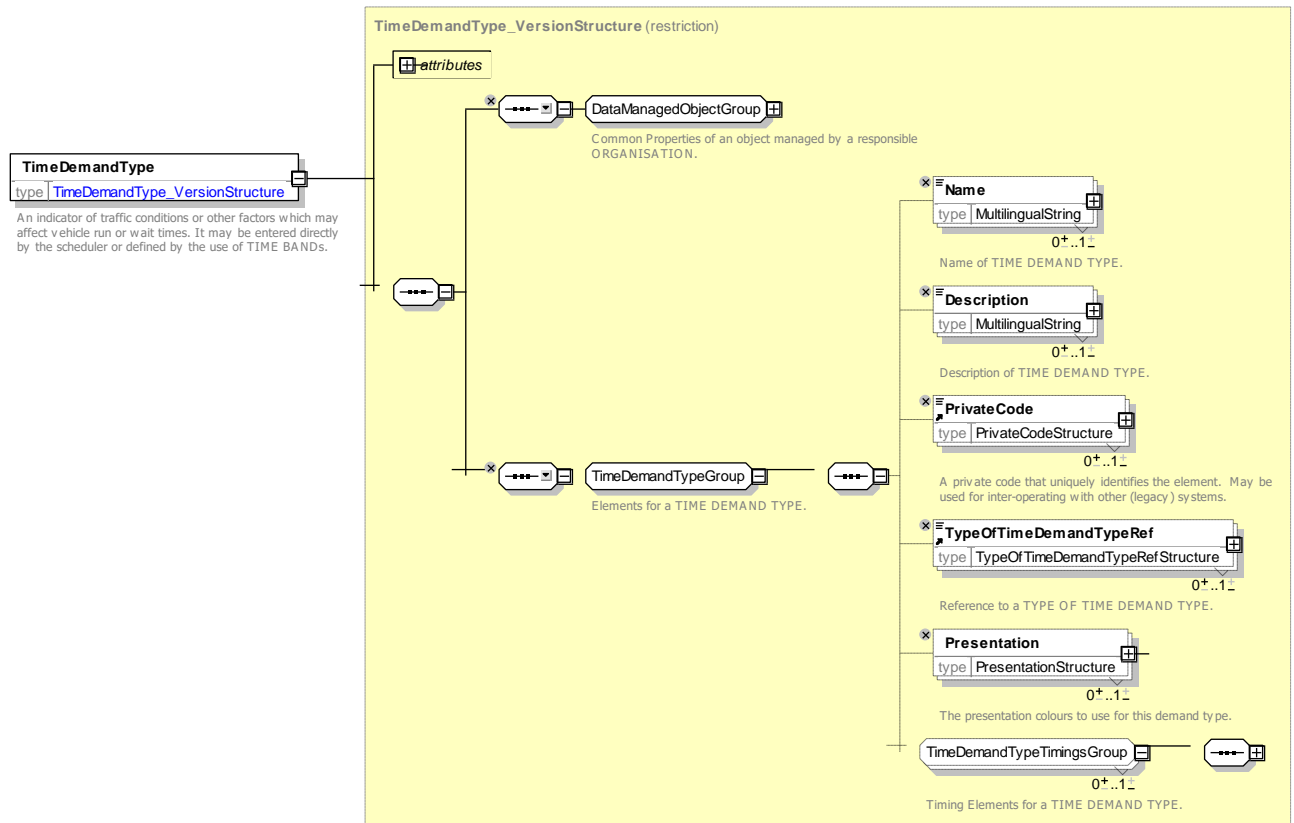 TimeDemandType_VersionStructure (restriction)
attributes
DataManagedObjectGroup
Common Properties of an object managed by a responsible
ORGANISATION.
TimeDemandType
type TimeDemandType_VersionStructure
An indicator of traffic conditions or other factors which may
affect vehicle run or wait times. It may be entered directly
by the scheduler or defined by the use of TIME BANDs.
Name
type MultilingualString
0..1
Name of TIME DEMAND TYPE.
Description
type MultilingualString
0..1
Description of TIME DEMAND TYPE.
PrivateCode
type PrivateCodeStructure
0..1
A private code that uniquely identifies the element. May be
used for inter-operating with other (legacy) systems.
TimeDemandTypeGroup
Elements for a TIME DEMAND TYPE.
TypeOfTimeDemandTypeRef
type TypeOfTimeDemandTypeRefStructure
0..1
Reference to a TYPE OF TIME DEMAND TYPE.
Presentation
type PresentationStructure
0..1
The presentation colours to use for this demand type.
TimeDemandTypeTimingsGroup
0..1
Timing Elements for a TIME DEMAND TYPE.